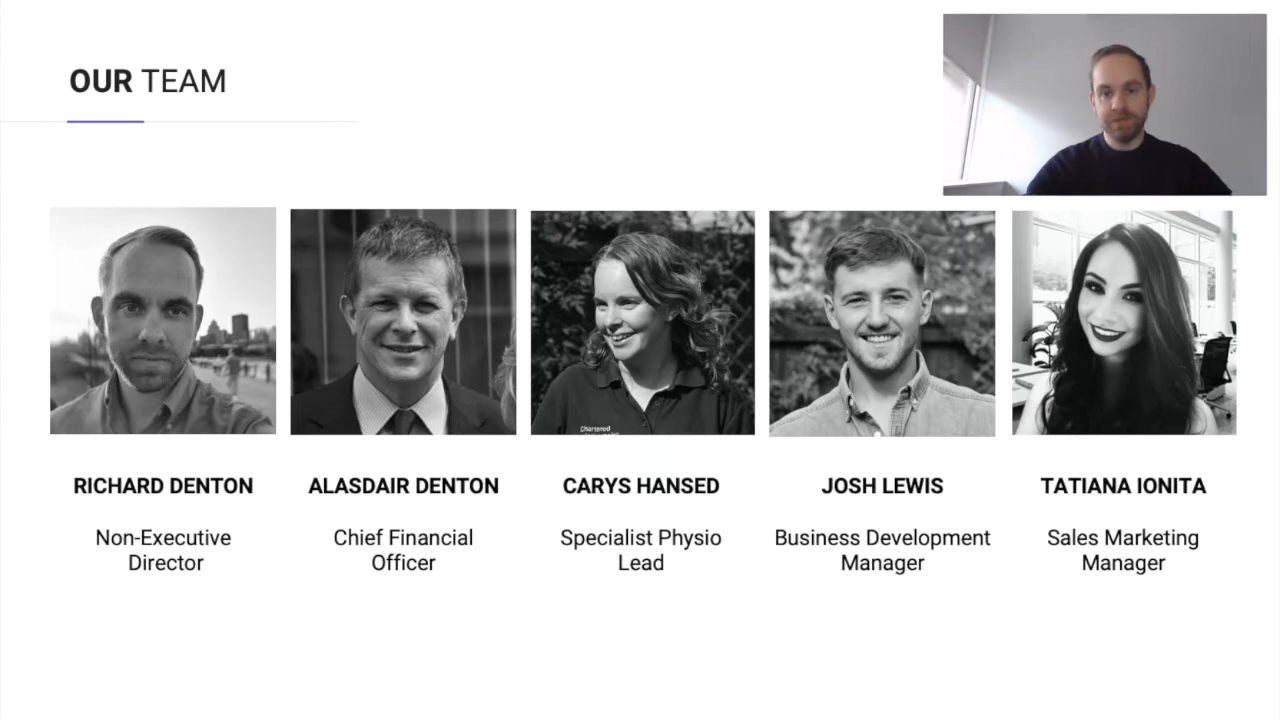 OUR TEAM
Chartered
RICHARD DENTON
ALASDAIR DENTON
CARYS HANSED
JOSH LEWIS
TATIANA IONITA
Non-Executive
Director
Chief Financial
Officer
Specialist Physio
Lead
Business Development
Manager
Sales Marketing
Manager